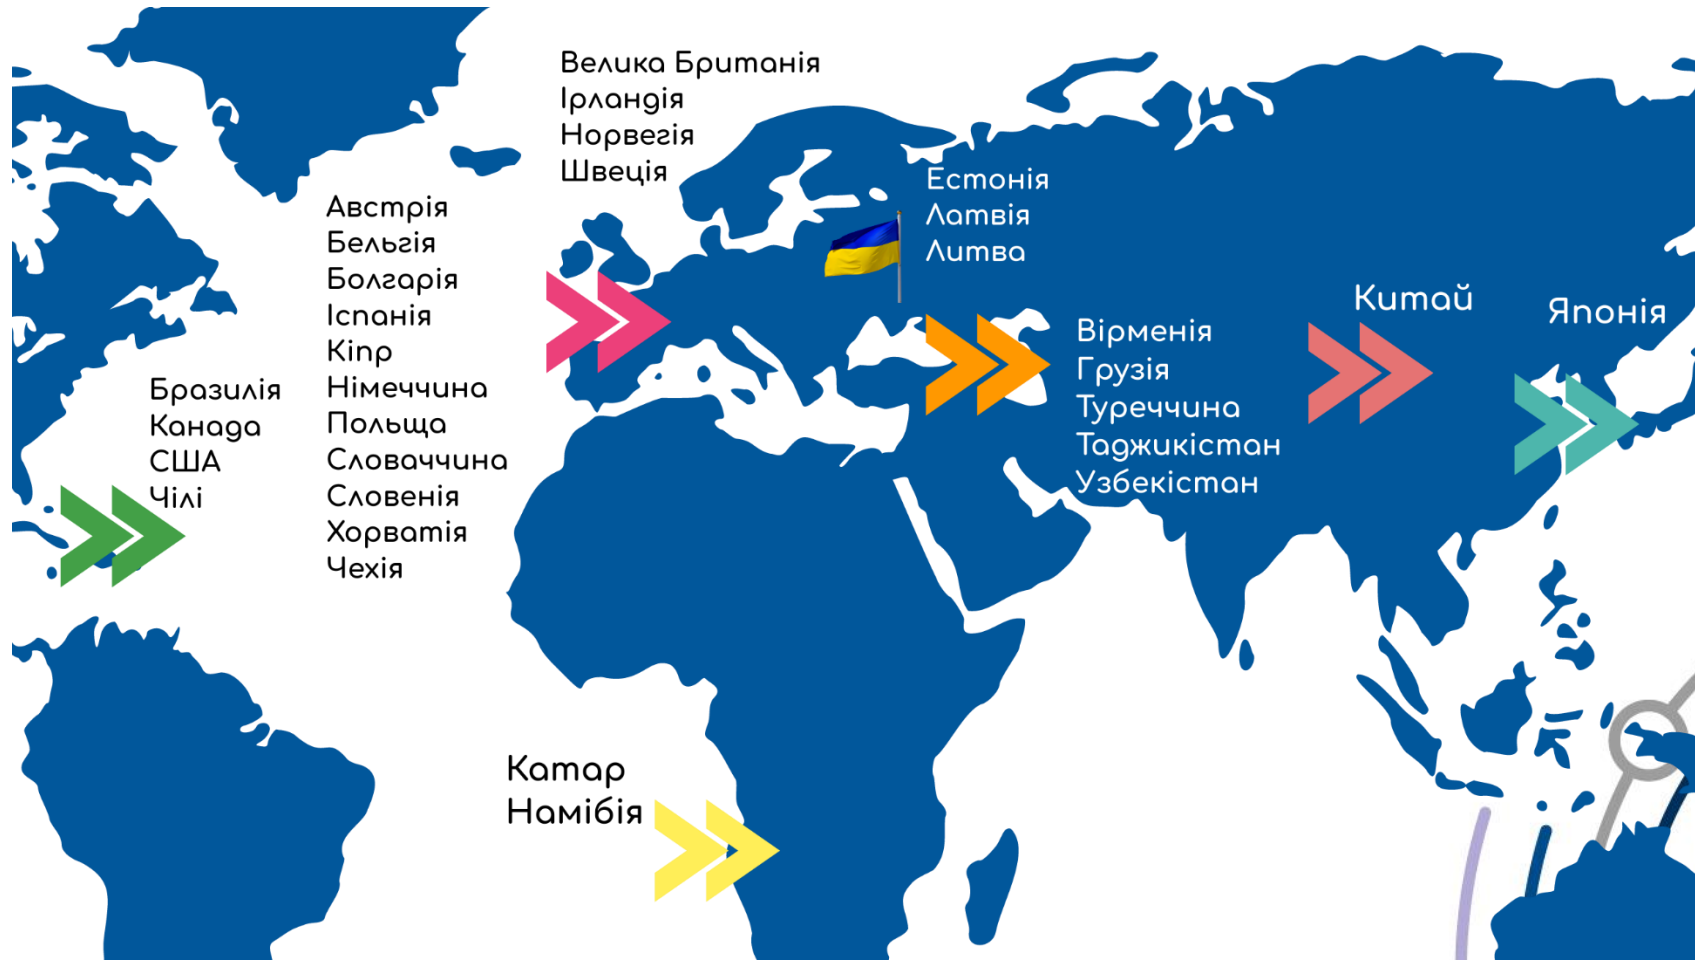 Велика Британія
Ірландія
Норвегія
Швеція
Австрія
Бельгія
Болгарія
Іспанія
Кіпр
Німеччина
Польща
Словаччина
Словенія
Хорватія
Чехія
Бразилія
Канада
США
Чілі
Естонія
Латвія
Литва
Вірменія
Грузія
Туреччина
Таджикістан
Узбекістан
Китай
Японія
Катар
Намібія